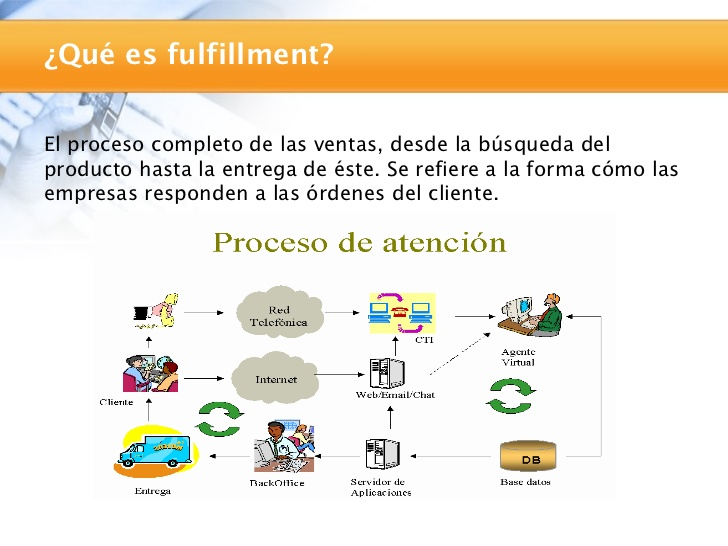 ¿Qué es fulfillment?
El proceso completo de las ventas, desde la búsqueda del
producto hasta la entrega de éste. Se refiere a la forma cómo las
empresas responden a las órdenes del cliente.
Proceso de atención
Red
Telefónica
CTI
Agente
Virtual
Cliente
Internet
Web/Email/Chat
Entrega
BackOffice
Servidor de
Aplicaciones
DB
Base datos